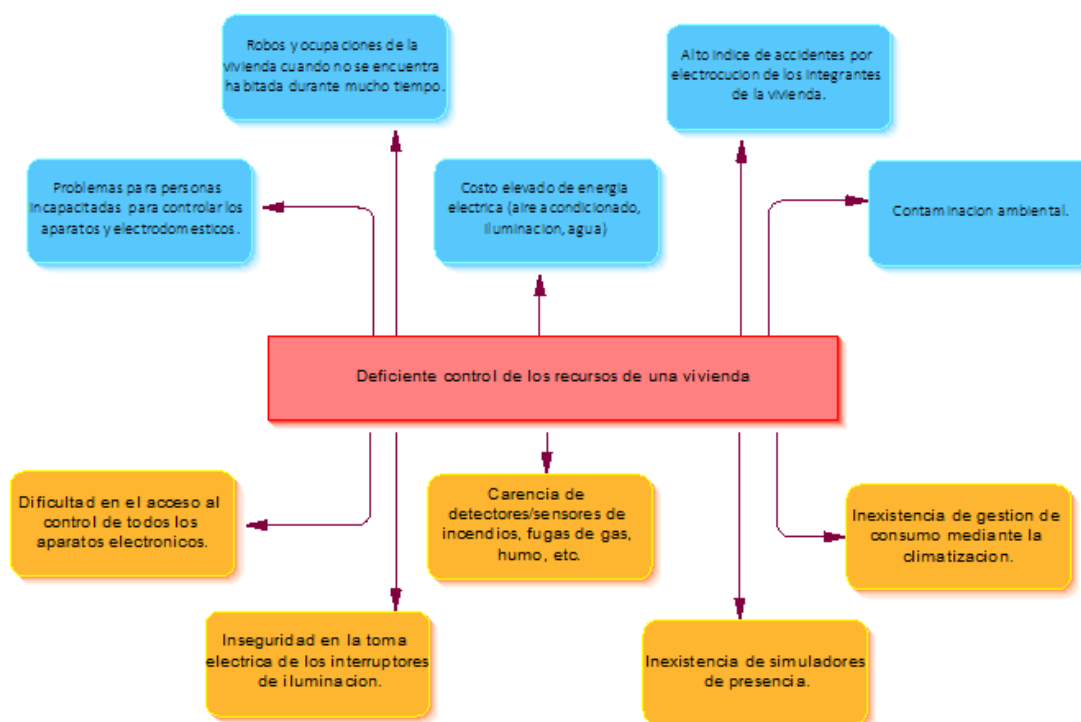 Robos y ocupaciones de la
vivienda cuando no se encuentra
habitada durante mucho tiempo.
Alto indice de accidentes por
electrocucion de los integrantes
de la vivienda.
Problemas para personas
incapacitadas para controlar los
aparatos y electrodomesticos.
Costo elevado de energia
electrica (aire acondicionado,
iluminacion, agua)
Contaminacion ambiental.
Deficiente control de los recursos de una vivienda
Dificultad en el acceso al
control de todos los
aparatos electronicos.
Carencia de
detectores/sensores de
incendios, fugas de gas,
humo, etc.
Inexistencia de gestion de
consumo mediante la
climatizacion.
Inseguridad en la toma
electrica de los interruptores
de iluminacion.
Inexistencia de simuladores
de presencia.